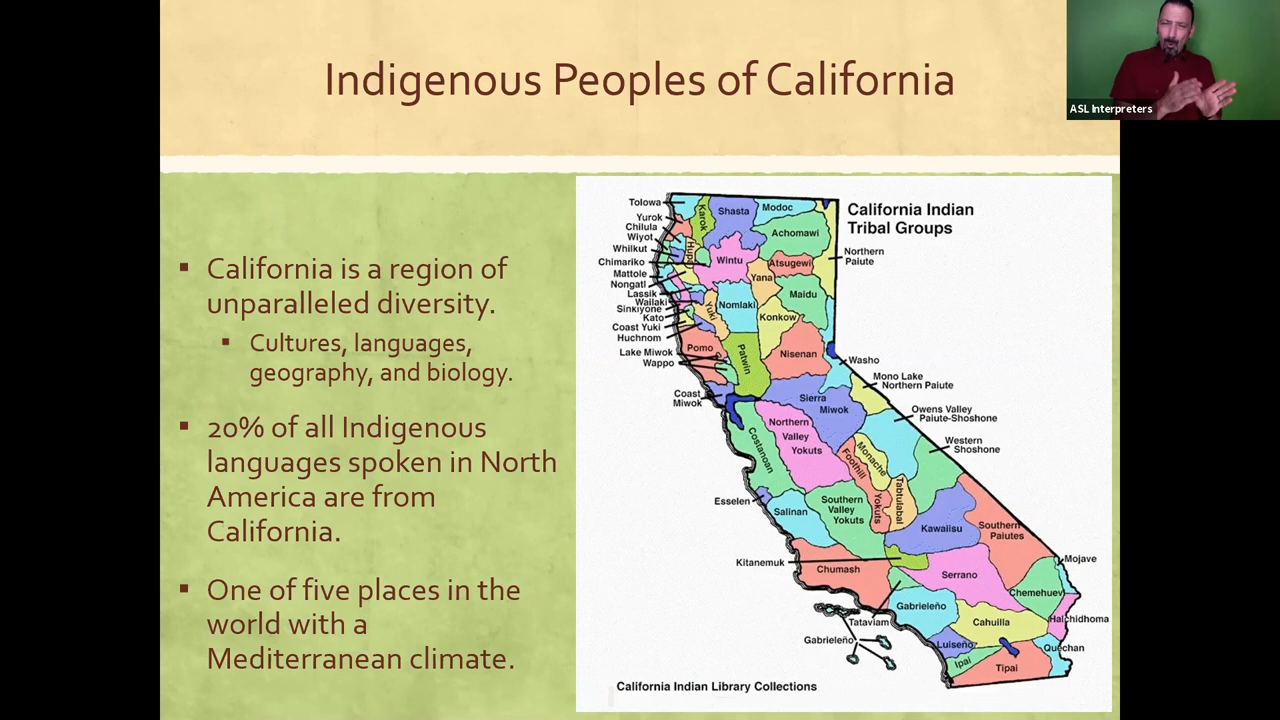 Indigenous Peoples of California
ASL Interpreters
▪ California is a region of
unparalleled diversity.
▪ Cultures, languages,
geography, and biology.
▪ 20% of all Indigenous
languages spoken in North
America are from
California.
▪ One of five places in the
world with a
Mediterranean climate.
California Indian
Tribal Groups
Tolowa
Yurok
Chilula
Wiyot
Whilkut
Chimariko
Mattole
Nongatl
Lassik
Wailaki
Sinkiyone
Kato
Coast Yuki
Huchnom
Lake Miwok
Wappo
Coast
Miwok
Karok
Shasta
Modoc
Achomawi
Hupa
Wintu
Atsugewi
Northern
Paiute
Yana
Maidu
Nomlaki
Yuki
Konkow
Pomo
Patwin
Nisenan
Washo
Mono Lake
Northern Paiute
Sierra
Miwok
Owens Valley
Paiute-Shoshone
Costanoan
Northern
Valley
Yokuts
Western
Shoshone
Foothill
Yokuts
Monache
Tabtulabal
Esselen
Salinan
Southern
Valley
Yokuts
Kawaiisu
Southern
Paiutes
Kitanemuk
Chumash
Serrano
Mojave
Chemehuevi
Gabrieleño
Tataviam
Cahuilla
Halchidhoma
Gabrieleño
Luiseño
Quechan
Ipai
Tipai
California Indian Library Collections